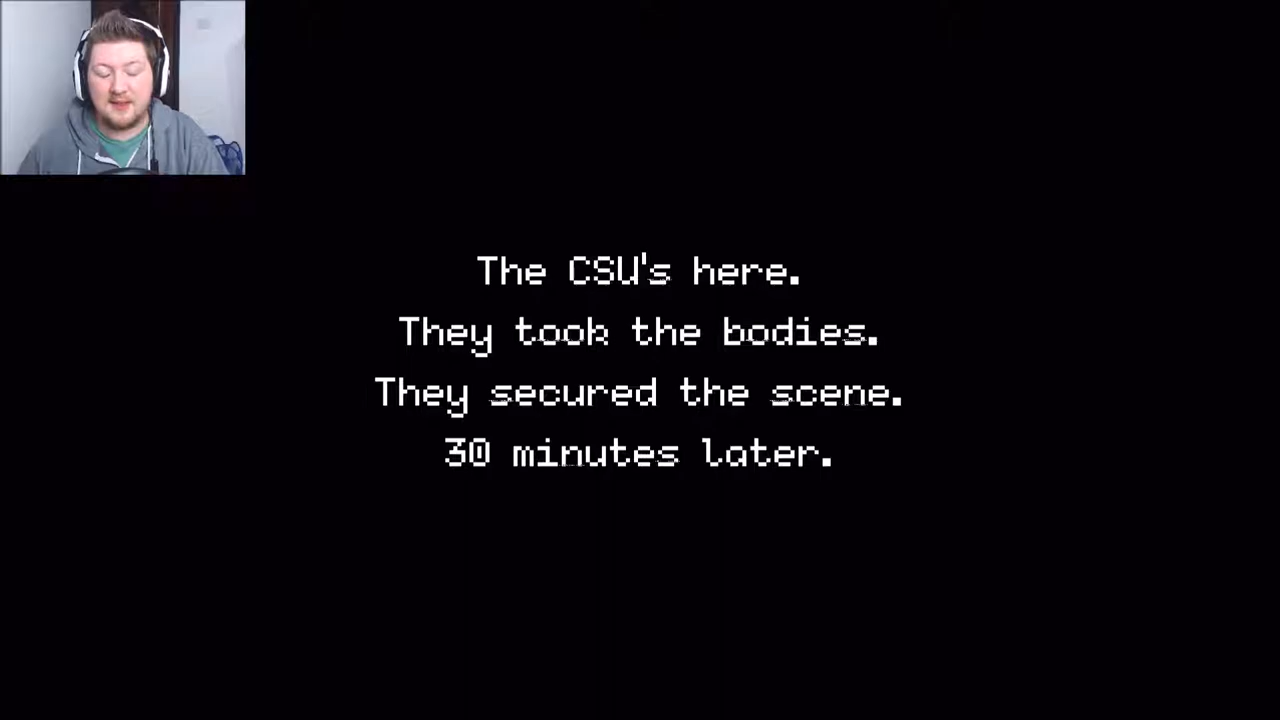 The CSU's here.
They took the bodies.
They secured the scene.
30 minutes later.